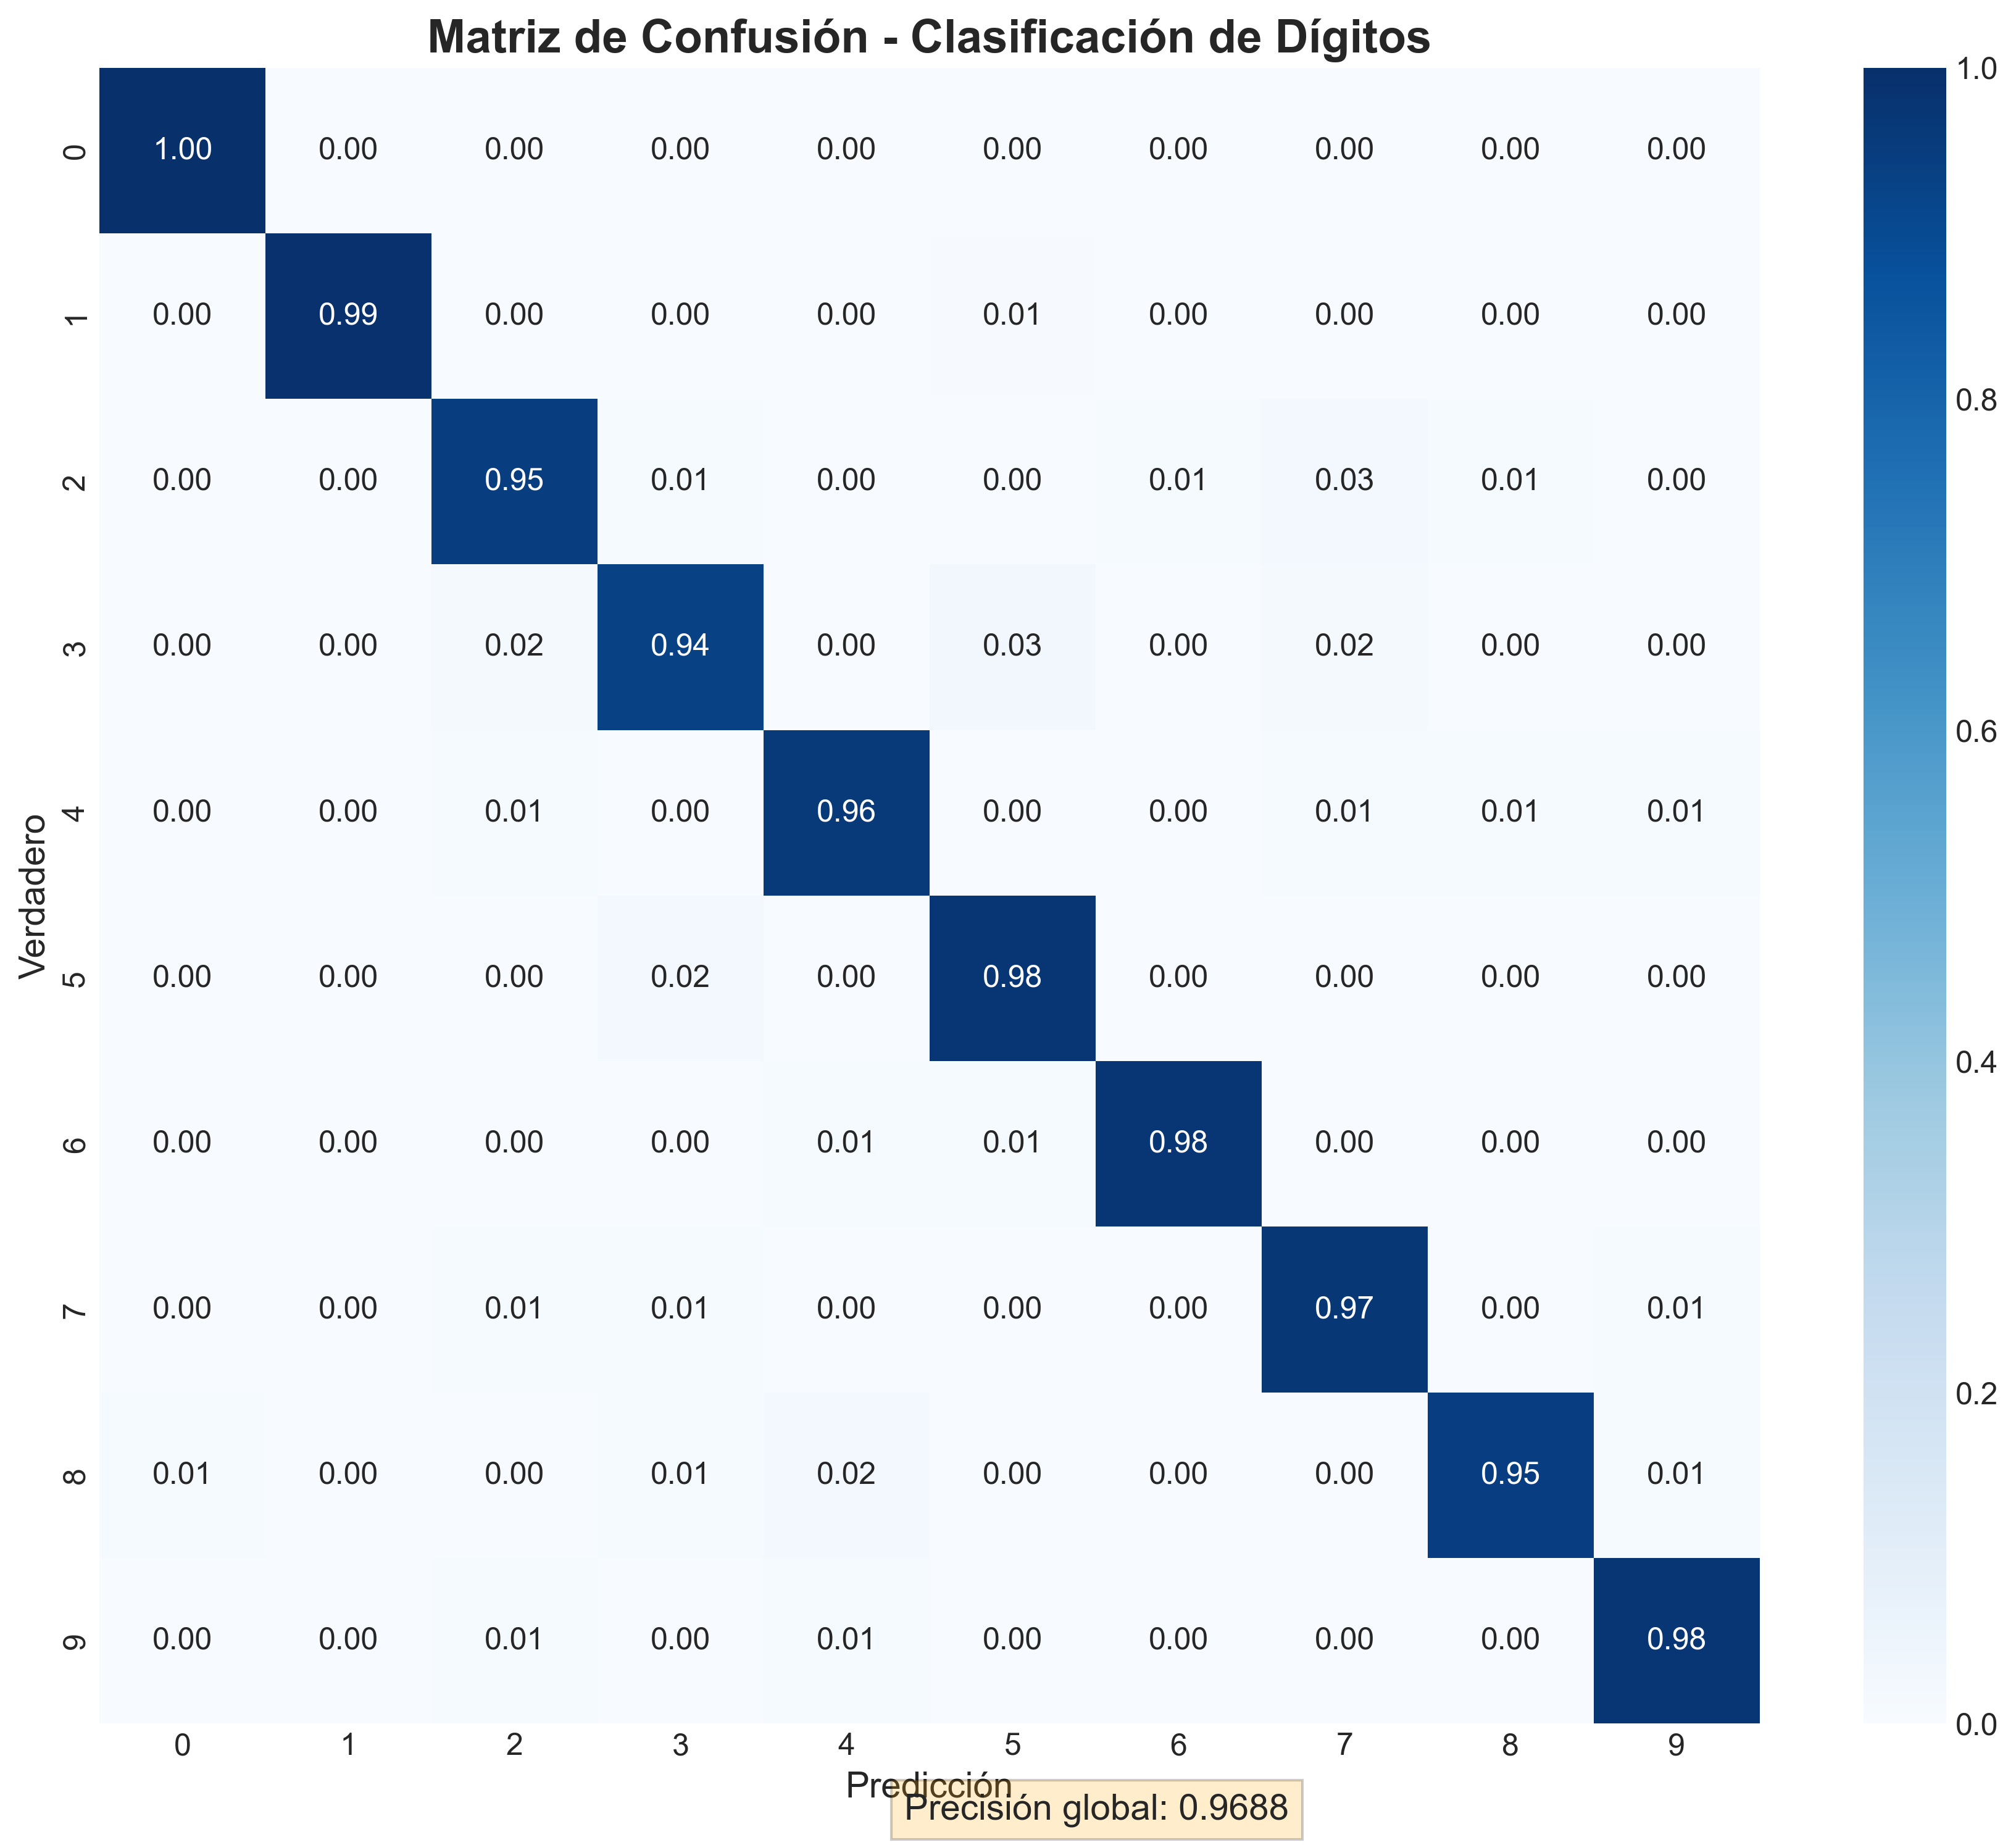 Matriz de Confusión - Clasificación de Dígitos
0 1.00 0.00 0.00 0.00 0.00 0.00 0.00 0.00 0.00 0.00
1 0.00 0.99 0.00 0.00 0.00 0.01 0.00 0.00 0.00 0.00
2 0.00 0.00 0.95 0.01 0.00 0.00 0.01 0.03 0.01 0.00
3 0.00 0.00 0.02 0.94 0.00 0.03 0.00 0.02 0.00 0.00
4 0.00 0.00 0.01 0.00 0.96 0.00 0.00 0.01 0.01 0.01
5 0.00 0.00 0.00 0.02 0.00 0.98 0.00 0.00 0.00 0.00
6 0.00 0.00 0.00 0.00 0.01 0.01 0.98 0.00 0.00 0.00
7 0.00 0.00 0.01 0.01 0.00 0.00 0.00 0.97 0.00 0.01
8 0.01 0.00 0.00 0.01 0.02 0.00 0.00 0.00 0.95 0.01
9 0.00 0.00 0.01 0.00 0.01 0.00 0.00 0.00 0.00 0.98
0 1 2 3 4 5 6 7 8 9
Verdadero
Predicción
Precisión global: 0.9688
1.0
0.8
0.6
0.4
0.2
0.0